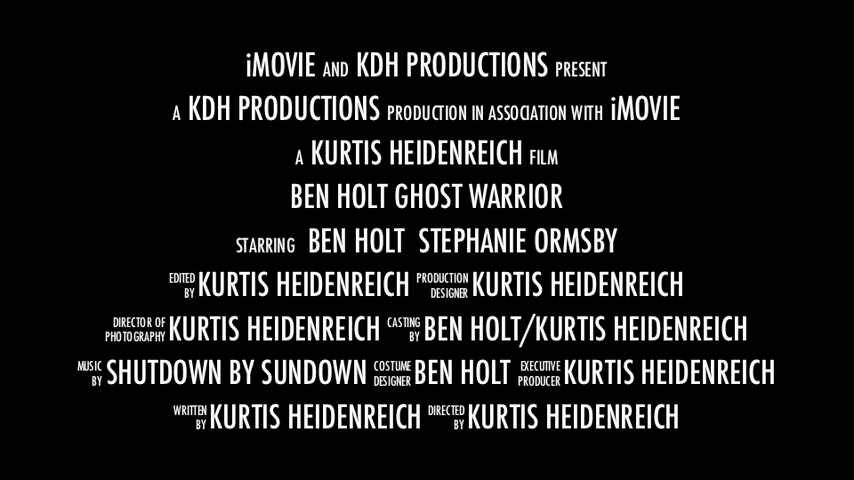 iMOVIE AND KDH PRODUCTIONS PRESENT
A KDH PRODUCTIONS PRODUCTION IN ASSOCIATION WITH iMOVIE
A KURTIS HEIDENREICH FILM
BEN HOLT GHOST WARRIOR
STARRING BEN HOLT STEPHANIE ORMSBY
EDITED BY KURTIS HEIDENREICH PRODUCTION DESIGNER KURTIS HEIDENREICH
DIRECTOR OF PHOTOGRAPHY KURTIS HEIDENREICH CASTING BY BEN HOLT/KURTIS HEIDENREICH
MUSIC BY SHUTDOWN BY SUNDOWN COSTUME DESIGNER BEN HOLT EXECUTIVE PRODUCER KURTIS HEIDENREICH
WRITTEN BY KURTIS HEIDENREICH DIRECTED BY KURTIS HEIDENREICH